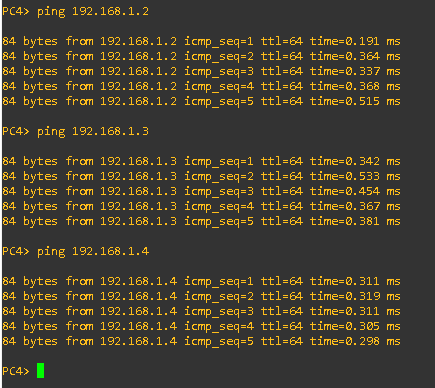 PC4> ping 192.168.1.2
84 bytes from 192.168.1.2 icmp_seq=1 ttl=64 time=0.191 ms
84 bytes from 192.168.1.2 icmp_seq=2 ttl=64 time=0.364 ms
84 bytes from 192.168.1.2 icmp_seq=3 ttl=64 time=0.337 ms
84 bytes from 192.168.1.2 icmp_seq=4 ttl=64 time=0.368 ms
84 bytes from 192.168.1.2 icmp_seq=5 ttl=64 time=0.515 ms
PC4> ping 192.168.1.3
84 bytes from 192.168.1.3 icmp_seq=1 ttl=64 time=0.342 ms
84 bytes from 192.168.1.3 icmp_seq=2 ttl=64 time=0.533 ms
84 bytes from 192.168.1.3 icmp_seq=3 ttl=64 time=0.454 ms
84 bytes from 192.168.1.3 icmp_seq=4 ttl=64 time=0.367 ms
84 bytes from 192.168.1.3 icmp_seq=5 ttl=64 time=0.381 ms
PC4> ping 192.168.1.4
84 bytes from 192.168.1.4 icmp_seq=1 ttl=64 time=0.311 ms
84 bytes from 192.168.1.4 icmp_seq=2 ttl=64 time=0.319 ms
84 bytes from 192.168.1.4 icmp_seq=3 ttl=64 time=0.311 ms
84 bytes from 192.168.1.4 icmp_seq=4 ttl=64 time=0.305 ms
84 bytes from 192.168.1.4 icmp_seq=5 ttl=64 time=0.298 ms
PC4>